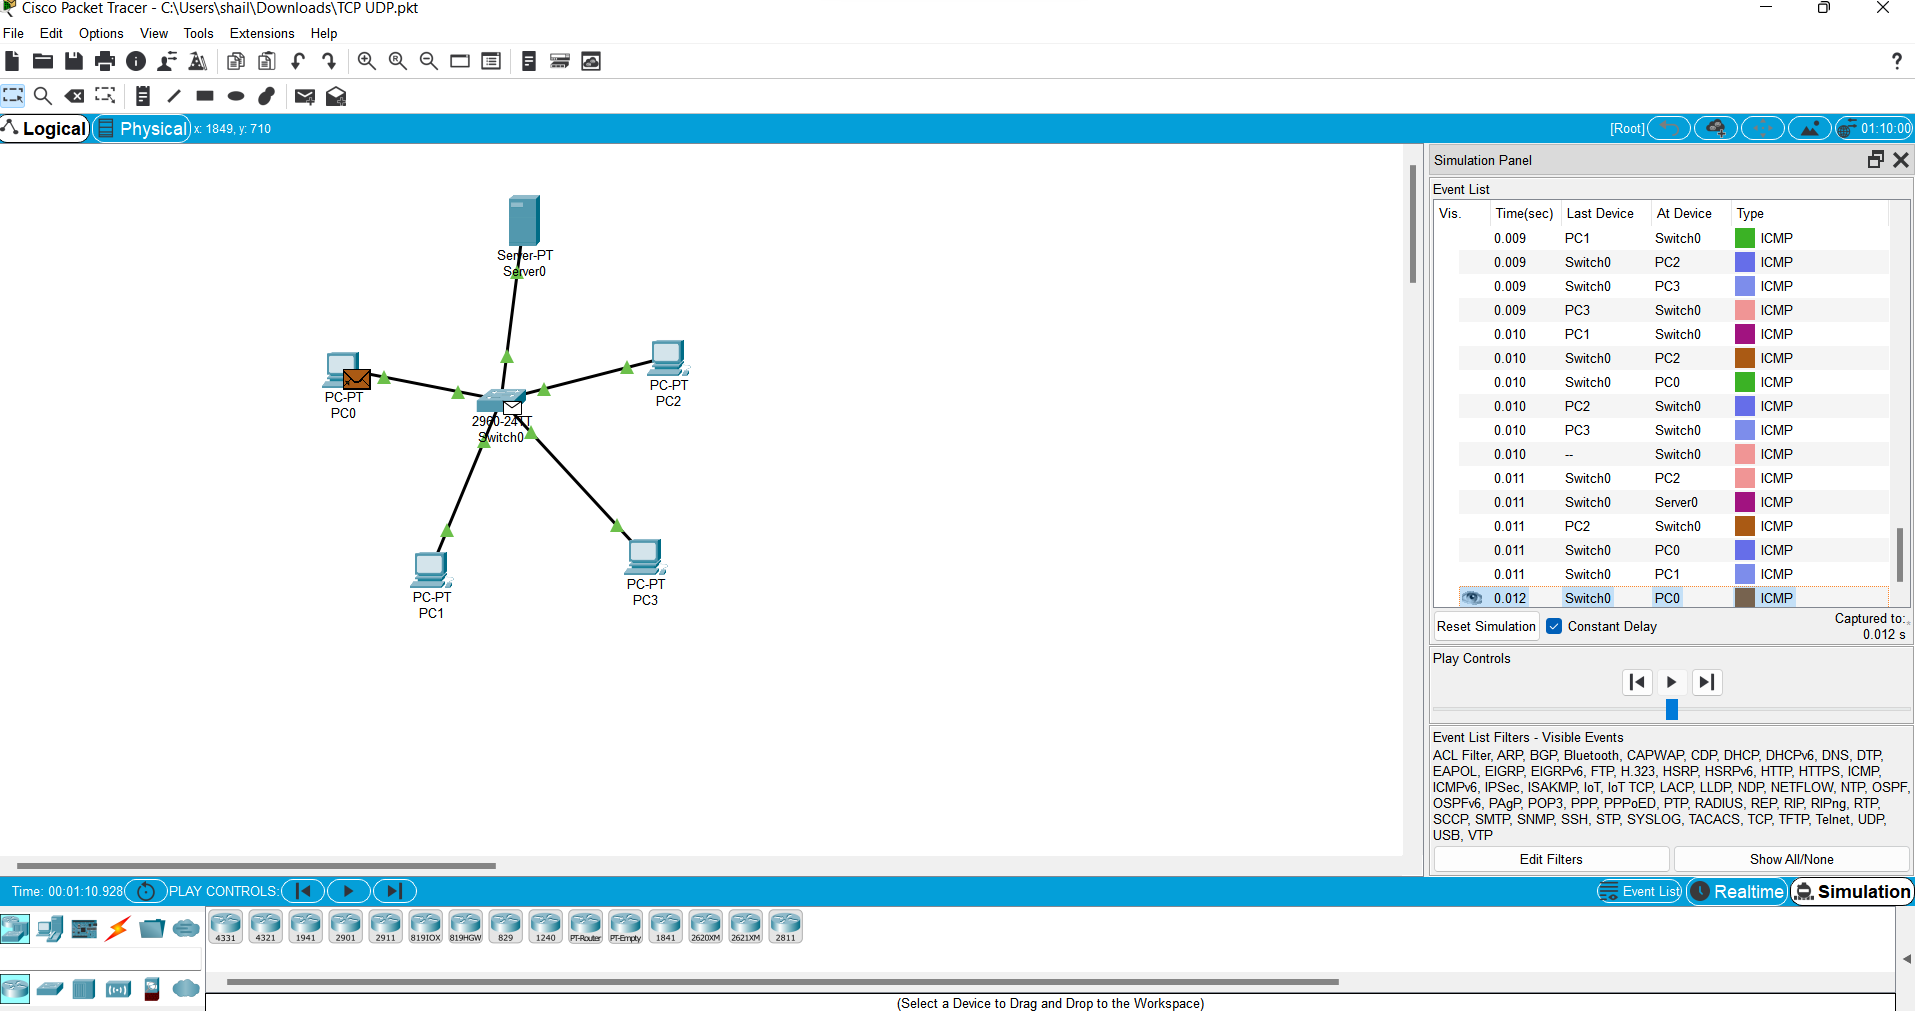 Cisco Packet Tracer - C:\Users\shail\Downloads\TCP UDP.pkt
File Edit Options View Tools Extensions Help
?
Logical Physical x: 1849, y: 710 [Root] 01:10:00
Simulation Panel
Event List
Vis. Time(sec) Last Device At Device Type
0.009 PC1 Switch0 ICMP
0.009 Switch0 PC2 ICMP
0.009 Switch0 PC3 ICMP
0.009 PC3 Switch0 ICMP
0.010 PC1 Switch0 ICMP
0.010 Switch0 PC2 ICMP
0.010 Switch0 PC0 ICMP
0.010 PC2 Switch0 ICMP
0.010 PC3 Switch0 ICMP
0.010 -- Switch0 ICMP
0.011 Switch0 PC2 ICMP
0.011 Switch0 Server0 ICMP
0.011 PC2 Switch0 ICMP
0.011 Switch0 PC0 ICMP
0.011 Switch0 PC1 ICMP
0.012 Switch0 PC0 ICMP
Reset Simulation Constant Delay Captured to:
0.012 s
Play Controls
Event List Filters - Visible Events
ACL Filter, ARP, BGP, Bluetooth, CAPWAP, CDP, DHCP, DHCPv6, DNS, DTP,
EAPOL, EIGRP, EIGRPv6, FTP, H.323, HSRP, HSRPv6, HTTP, HTTPS, ICMP,
ICMPv6, IPSec, ISAKMP, IoT, IoT TCP, LACP, LLDP, NDP, NETFLOW, NTP, OSPF,
OSPFv6, PAgP, POP3, PPP, PPPoED, PTP, RADIUS, REP, RIP, RIPng, RTP,
SCCP, SMTP, SNMP, SSH, STP, SYSLOG, TACACS, TCP, TFTP, Telnet, UDP,
USB, VTP
Edit Filters Show All/None
Server-PT
Server0
PC-PT
PC0
PC-PT
PC2
2960-24TT
Switch0
PC-PT
PC1
PC-PT
PC3
Time: 00:01:10.928 PLAY CONTROLS: Event List Realtime Simulation
4331 4321 1941 2901 2911 819IOX 819HGW 829 1240 PT-Router PT-Empty 1841 2620XM 2621XM 2811
(Select a Device to Drag and Drop to the Workspace)